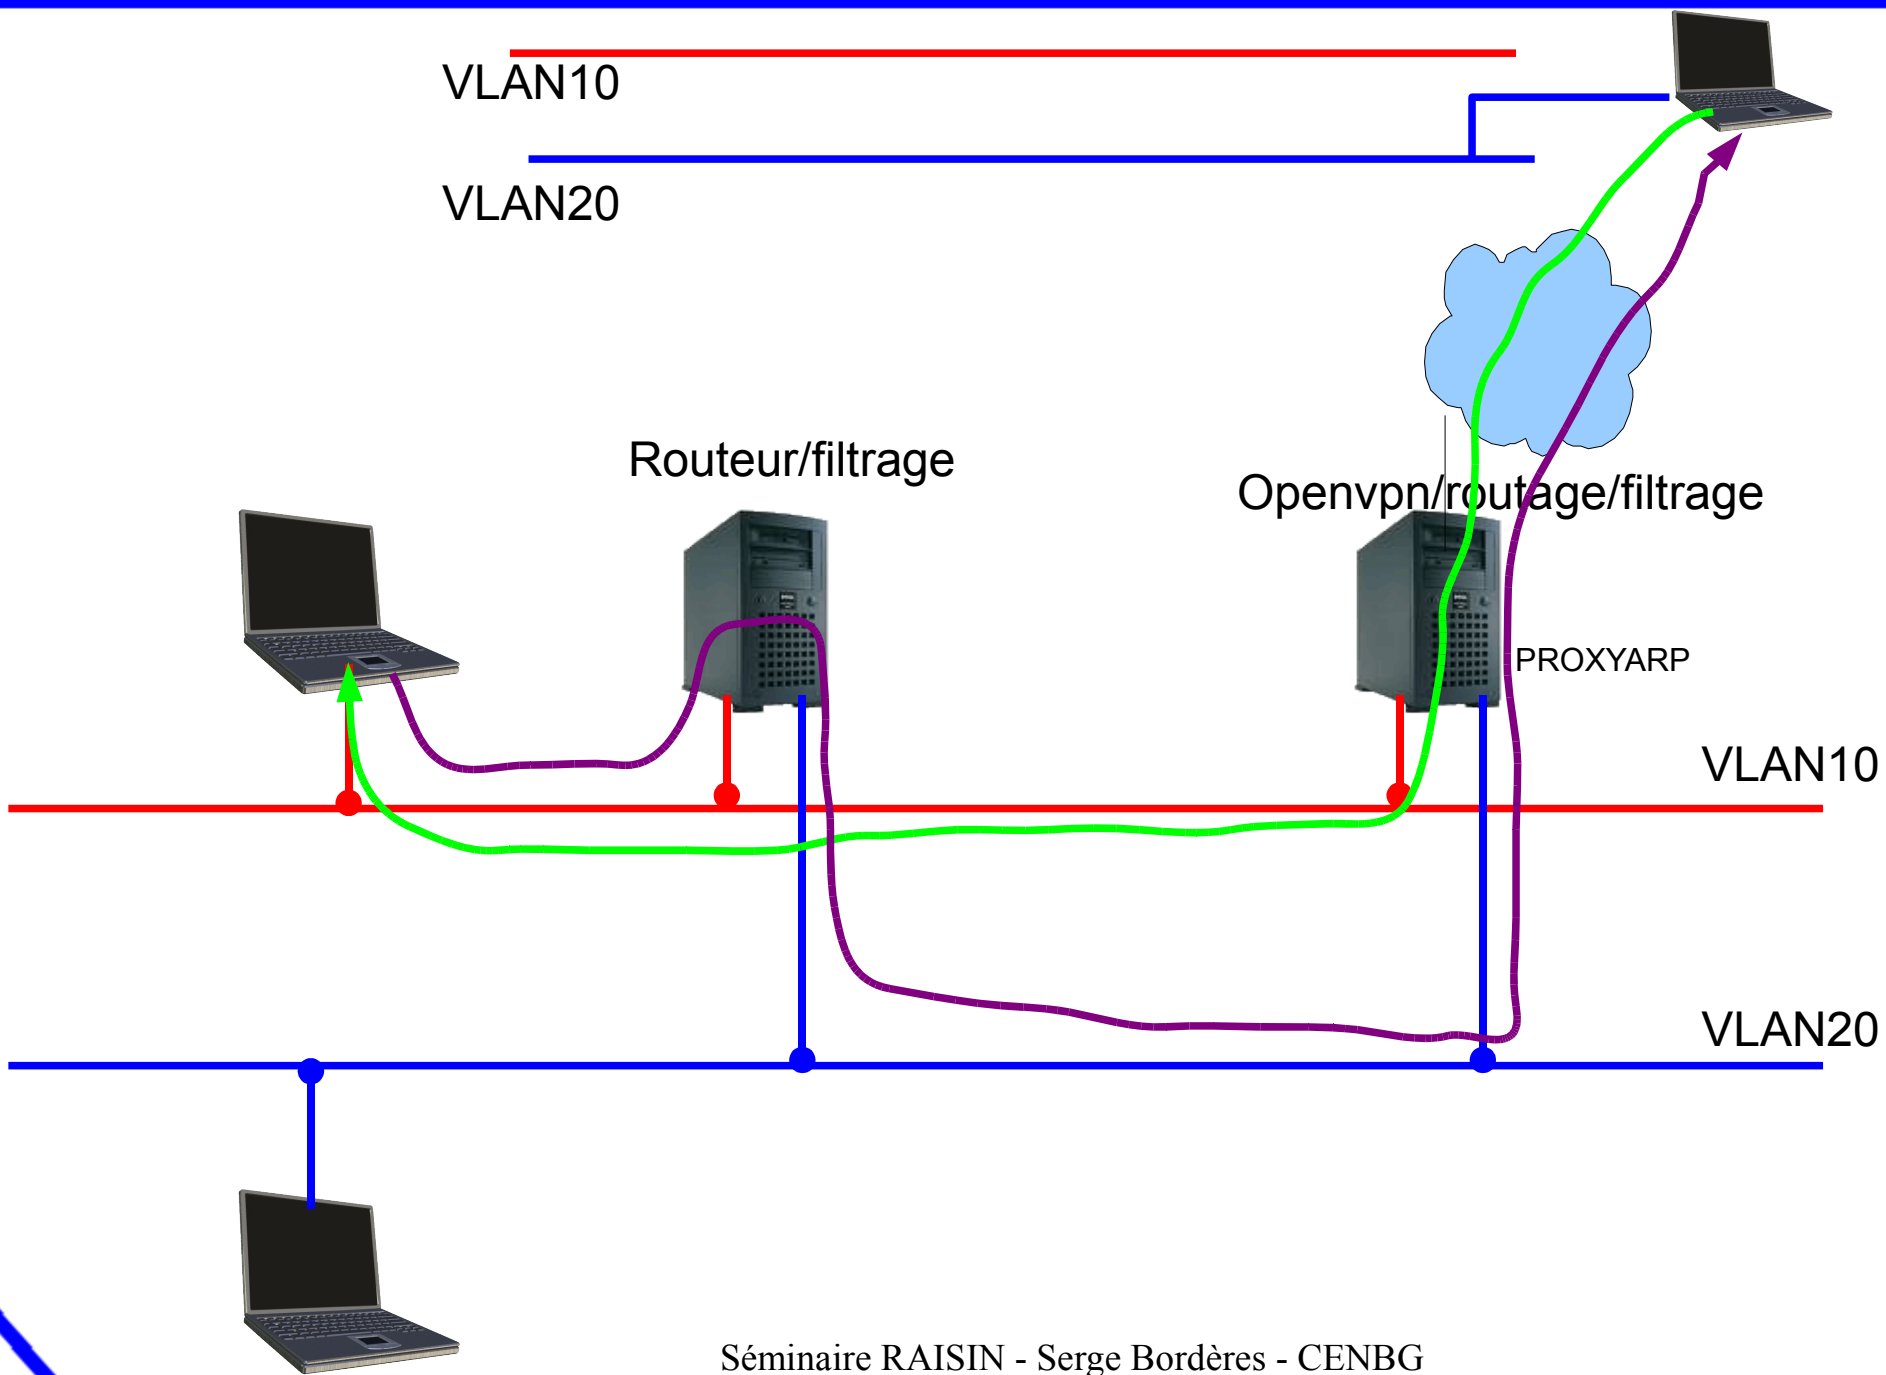 VLAN10
VLAN20
Routeur/filtrage
Openvpn/routage/filtrage
PROXYARP
VLAN10
VLAN20
Séminaire RAISIN - Serge Bordères - CENBG